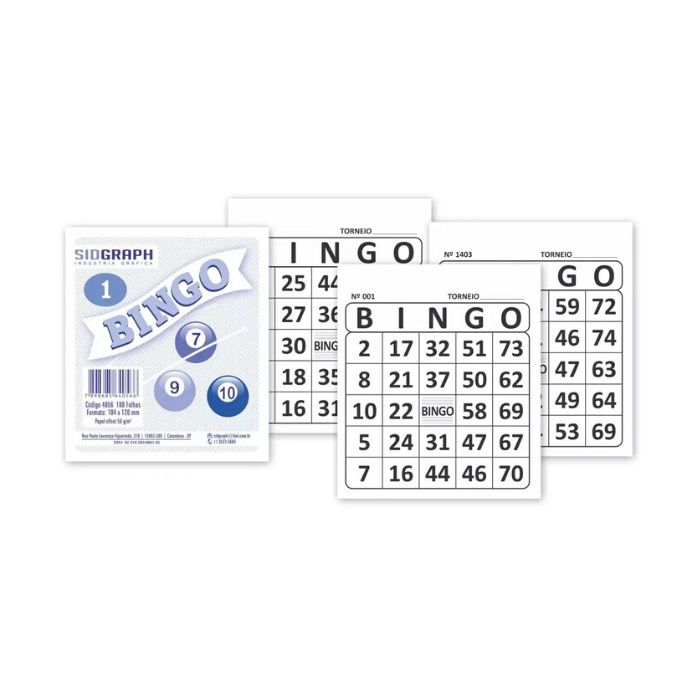 SIDGRAPH
INDUSTRIA GRÁFICA
1
BINGO
7
9
10
Código 4056 100 Folhas
Formato: 104 x 120 mm
Papel offset 56 g/m²
TORNEIO
I N G O
25 44
27 36
30 BING
18 35
16 31
Nº 1403 TORNEIO
G O
59 72
46 74
47 63
49 64
53 69
Nº 001 TORNEIO
B I N G O
2 17 32 51 73
8 21 37 50 62
10 22 BINGO 58 69
5 24 31 47 67
7 16 44 46 70